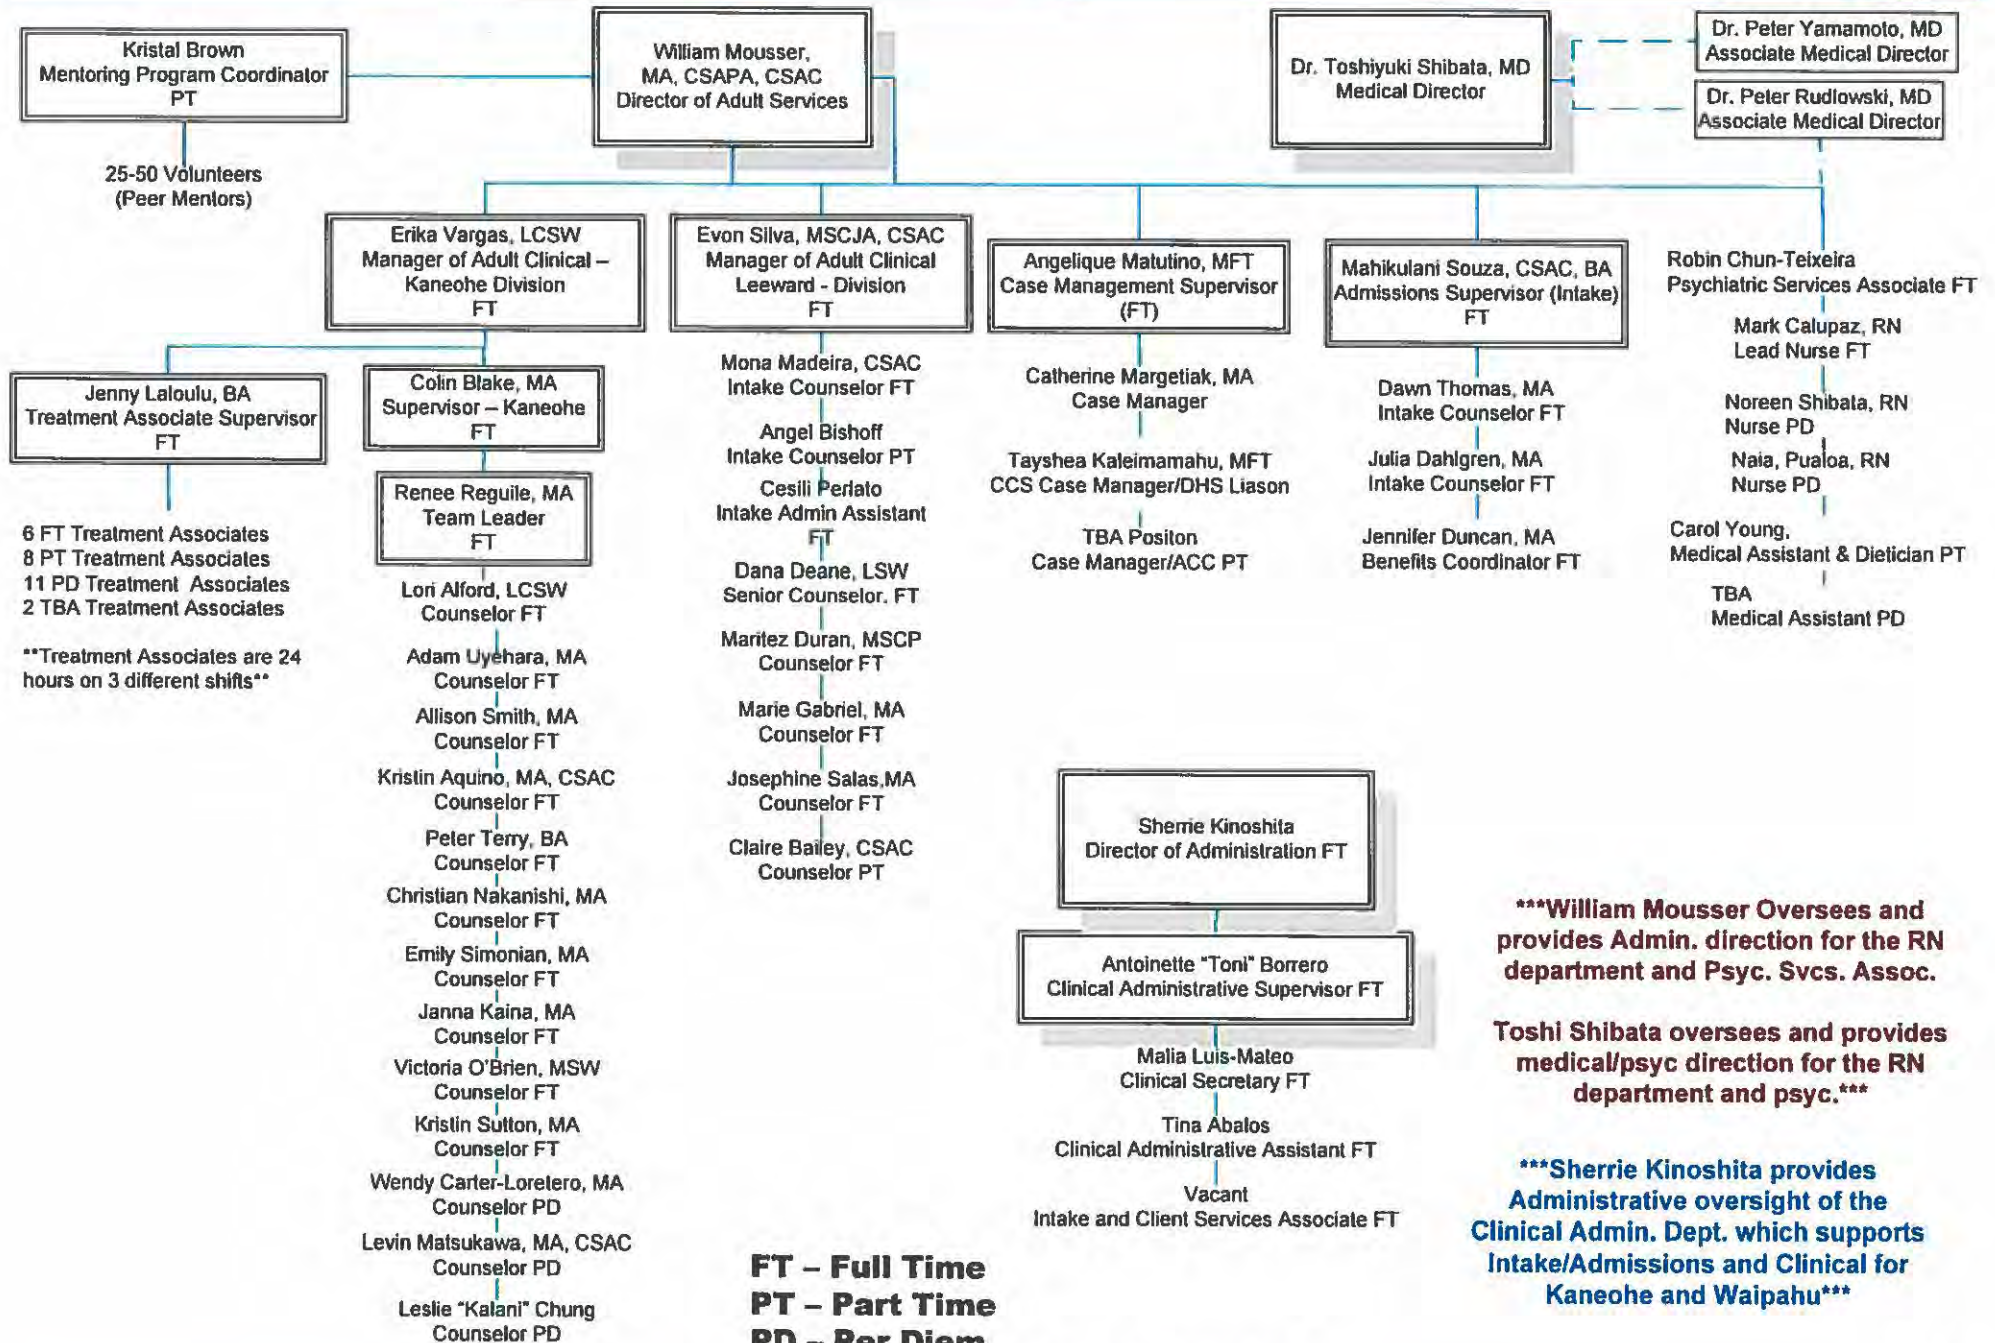 Kristal Brown
Mentoring Program Coordinator
PT
25-50 Volunteers
(Peer Mentors)
William Mousser,
MA, CSAPA, CSAC
Director of Adult Services
Dr. Toshiyuki Shibata, MD
Medical Director
Dr. Peter Yamamoto, MD
Associate Medical Director
Dr. Peter Rudlowski, MD
Associate Medical Director
Erika Vargas, LCSW
Manager of Adult Clinical –
Kaneohe Division
FT
Jenny Laloulu, BA
Treatment Associate Supervisor
FT
6 FT Treatment Associates
8 PT Treatment Associates
11 PD Treatment Associates
2 TBA Treatment Associates
**Treatment Associates are 24
hours on 3 different shifts**
Colin Blake, MA
Supervisor – Kaneohe
FT
Renee Reguile, MA
Team Leader
FT
Lori Alford, LCSW
Counselor FT
Adam Uyehara, MA
Counselor FT
Allison Smith, MA
Counselor FT
Kristin Aquino, MA, CSAC
Counselor FT
Peter Terry, BA
Counselor FT
Christian Nakanishi, MA
Counselor FT
Emily Simonian, MA
Counselor FT
Janna Kaina, MA
Counselor FT
Victoria O'Brien, MSW
Counselor FT
Kristin Sutton, MA
Counselor FT
Wendy Carter-Loretero, MA
Counselor PD
Levin Matsukawa, MA, CSAC
Counselor PD
Leslie "Kalani" Chung
Counselor PD
Evon Silva, MSCJA, CSAC
Manager of Adult Clinical
Leeward - Division
FT
Mona Madeira, CSAC
Intake Counselor FT
Angel Bishoff
Intake Counselor PT
Cesili Perlato
Intake Admin Assistant
FT
Dana Deane, LSW
Senior Counselor. FT
Maritez Duran, MSCP
Counselor FT
Marie Gabriel, MA
Counselor FT
Josephine Salas,MA
Counselor FT
Claire Bailey, CSAC
Counselor PT
Angelique Matutino, MFT
Case Management Supervisor
(FT)
Catherine Margetiak, MA
Case Manager
Tayshea Kaleimamahu, MFT
CCS Case Manager/DHS Liason
TBA Positon
Case Manager/ACC PT
Mahikulani Souza, CSAC, BA
Admissions Supervisor (Intake)
FT
Dawn Thomas, MA
Intake Counselor FT
Julia Dahlgren, MA
Intake Counselor FT
Jennifer Duncan, MA
Benefits Coordinator FT
Robin Chun-Teixeira
Psychiatric Services Associate FT
Mark Calupaz, RN
Lead Nurse FT
Noreen Shibata, RN
Nurse PD
Naia, Pualoa, RN
Nurse PD
Carol Young,
Medical Assistant & Dietician PT
TBA
Medical Assistant PD
Sherrie Kinoshita
Director of Administration FT
Antoinette "Toni" Borrero
Clinical Administrative Supervisor FT
Malia Luis-Mateo
Clinical Secretary FT
Tina Abalos
Clinical Administrative Assistant FT
Vacant
Intake and Client Services Associate FT
***William Mousser Oversees and
provides Admin. direction for the RN
department and Psyc. Svcs. Assoc.
Toshi Shibata oversees and provides
medical/psyc direction for the RN
department and psyc.***
***Sherrie Kinoshita provides
Administrative oversight of the
Clinical Admin. Dept. which supports
Intake/Admissions and Clinical for
Kaneohe and Waipahu***
FT – Full Time
PT – Part Time
PD – Per Diem